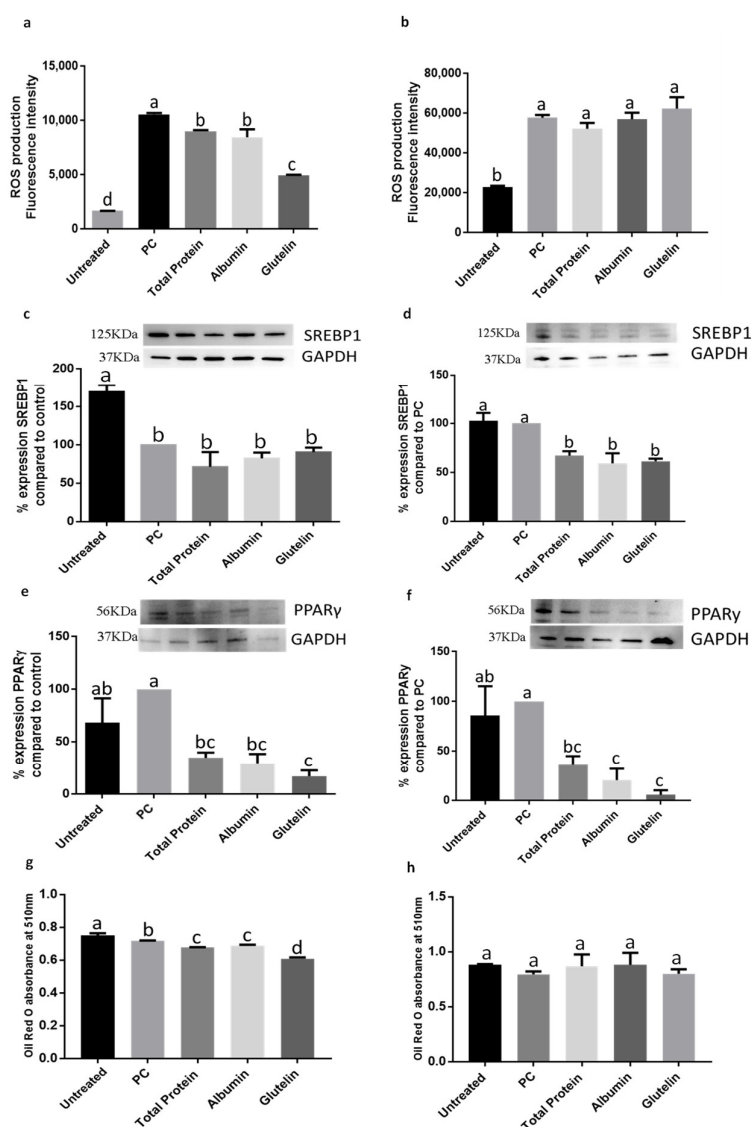 a
ROS production
Fluorescence Intensity
15,000
10,000
5,000
0
d
a
b
b
c
Untreated
PC
Total Protein
Albumin
Glutelin
b
ROS production
Fluorescence Intensity
80,000
60,000
40,000
20,000
0
b
a
a
a
a
Untreated
PC
Total Protein
Albumin
Glutelin
c
125KDa
SREBP1
37KDa
GAPDH
% expression SREBP1
compared to control
200
150
100
50
0
a
b
b
b
b
Untreated
PC
Total Protein
Albumin
Glutelin
d
125KDa
SREBP1
37KDa
GAPDH
% expression SREBP1
compared to PC
150
100
50
0
a
a
b
b
b
Untreated
PC
Total Protein
Albumin
Glutelin
e
56KDa
PPARγ
37KDa
GAPDH
% expression PPARγ
compared to control
150
100
50
0
ab
a
bc
bc
c
Untreated
PC
Total Protein
Albumin
Glutelin
f
56KDa
PPARγ
37KDa
GAPDH
% expression PPARγ
compared to PC
150
100
50
0
ab
a
bc
c
c
Untreated
PC
Total Protein
Albumin
Glutelin
g
Oil Red O absorbance at 510nm
1.0
0.8
0.6
0.4
0.2
0.0
a
b
c
c
d
Untreated
PC
Total Protein
Albumin
Glutelin
h
Oil Red O absorbance at 510nm
1.5
1.0
0.5
0.0
a
a
a
a
a
Untreated
PC
Total Protein
Albumin
Glutelin